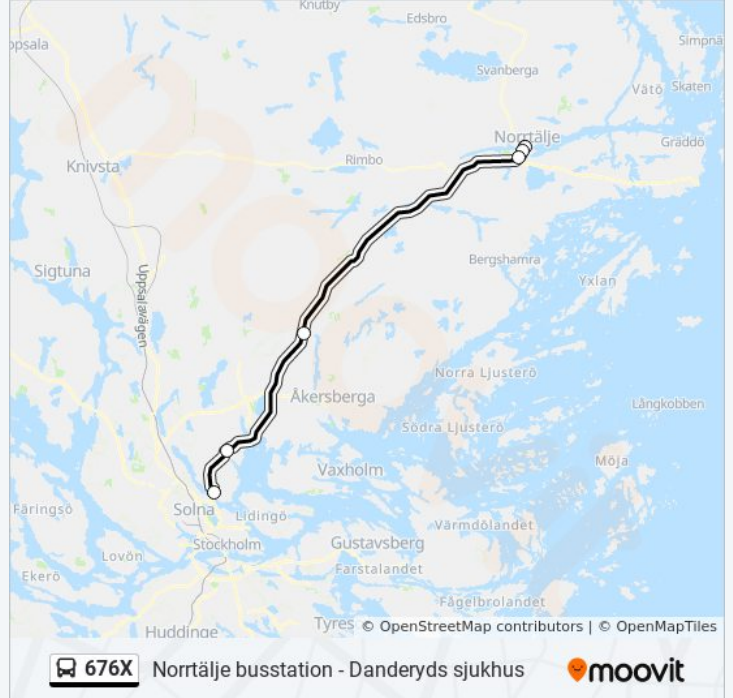 Knutby
Edsbro
psala
Simpnä
Svanberga
Vätö
Skaten
Norrtälje
Gräddö
Rimbo
Knivsta
Bergshamra
Sigtuna
Yxlan
Uppsalavägen
Norra Ljusterö
Åkersberga
Långkobben
Södra Ljusterö
Möja
Vaxholm
Solna
Färingsö
Lidingö
Värmdölandet
Stockholm
Gustavsberg
Lovön
Farstalandet
Ekerö
Fågelbrolandet
Tyres
Huddinge
© OpenStreetMap contributors | © OpenMapTiles
676X
Norrtälje busstation - Danderyds sjukhus
moovit